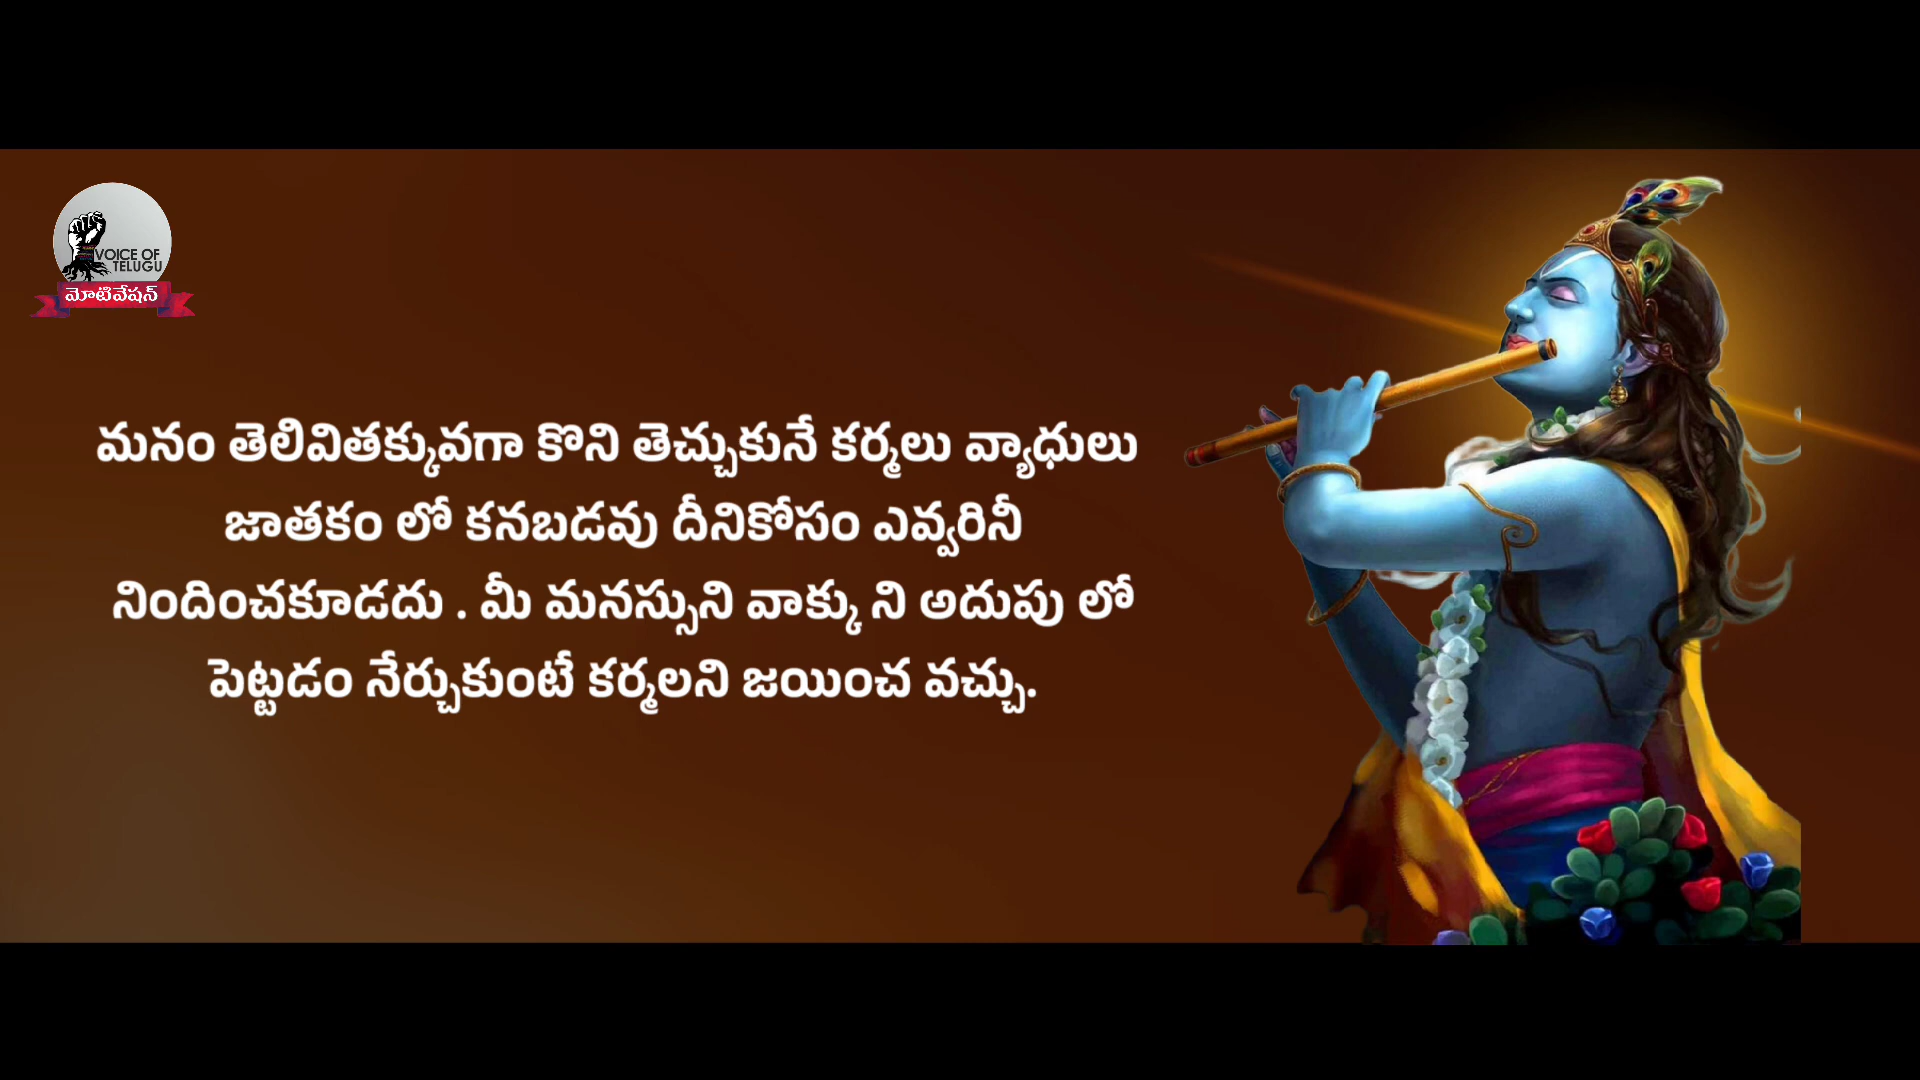 VOICE OF
TELUGU
మోటివేషన్
మనం తెలివితక్కువగా కొని తెచ్చుకునే కర్మలు వ్యాధులు
జాతకం లో కనబడవు దీనికోసం ఎవ్వరినీ
నిందించకూడదు . మీ మనస్సుని వాక్కు ని అదుపు లో
పెట్టడం నేర్చుకుంటే కర్మలని జయించ వచ్చు.